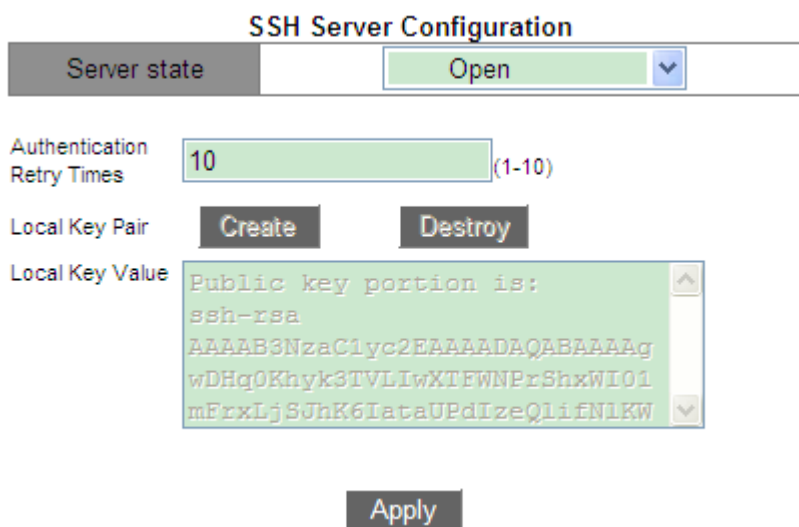 SSH Server Configuration
Server state Open
Authentication
Retry Times
10 (1-10)
Local Key Pair Create Destroy
Local Key Value
Public key portion is:
ssh-rsa
AAAAB3NzaC1yc2EAAAADAQABAAAAg
wDHq0Khyk3TVLIwXTFWNPrShxWI01
mFrxLjSJhK6IataUPdIzeQlifNlKW
Apply